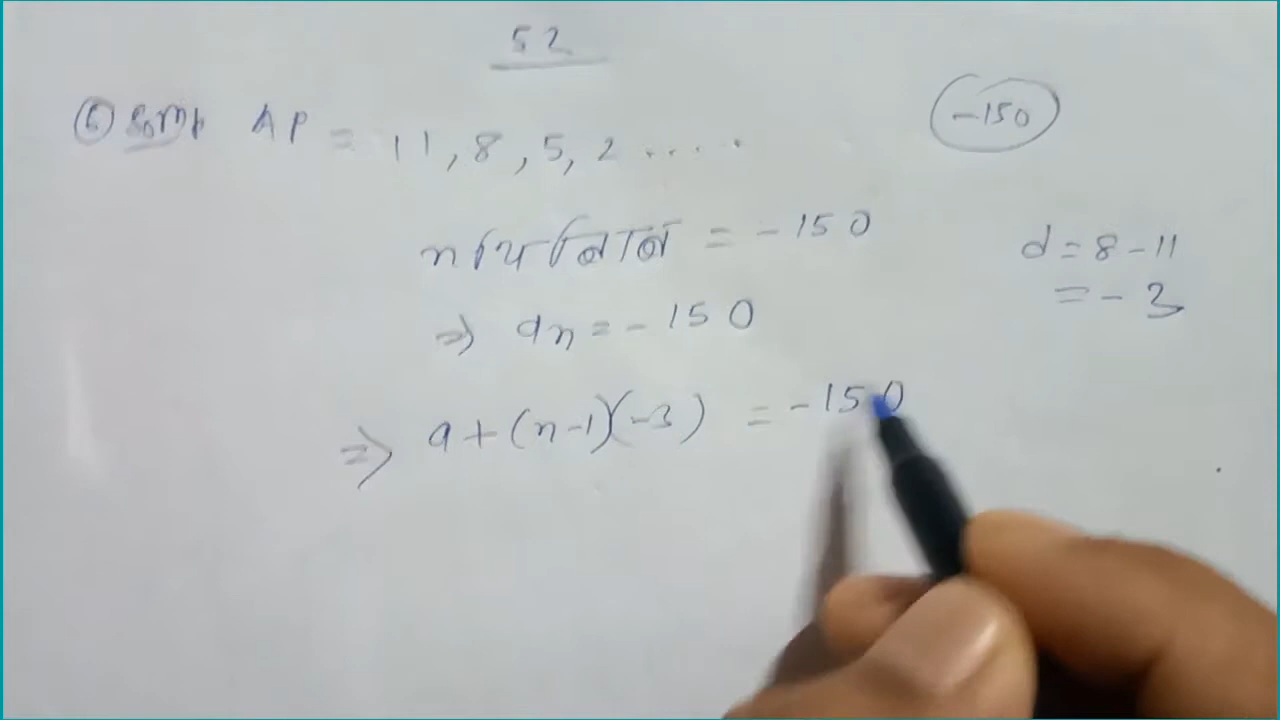 52
6 AP = 11, 8, 5, 2 .....
-150
n = -150
d = 8 - 11
= - 3
⇒ an = - 150
⇒ a + (n-1)(-3) = -150